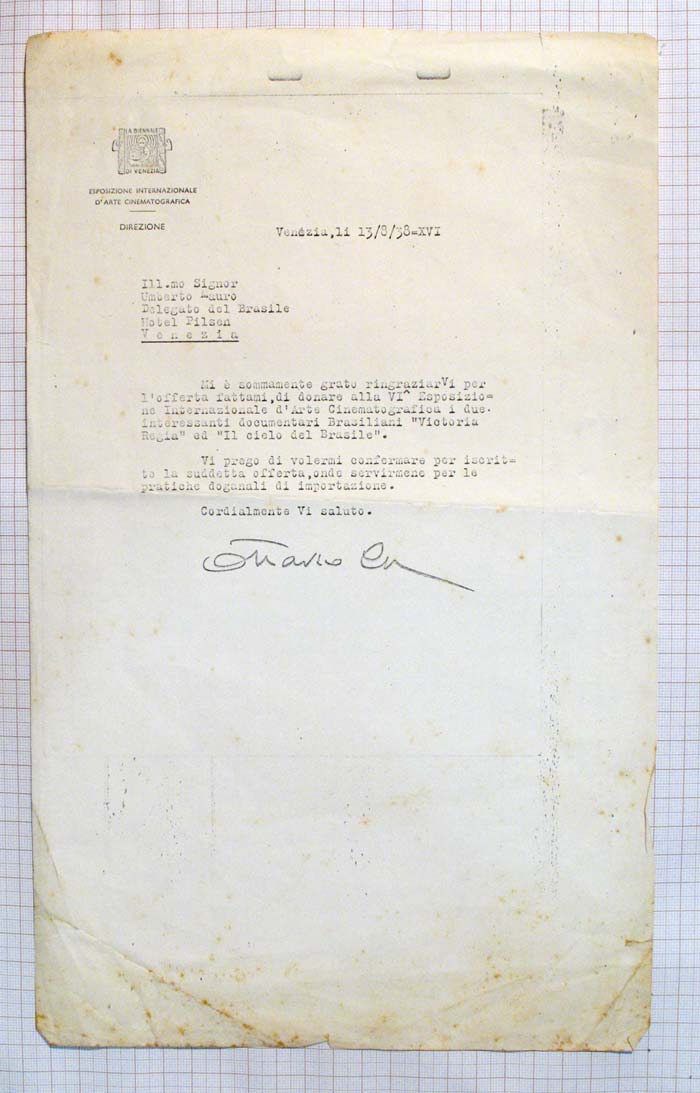 LA BIENNALE
DI VENEZIA
ESPOSIZIONE INTERNAZIONALE
D'ARTE CINEMATOGRAFICA
DIREZIONE
Venézia,li 13/8/38=XVI
Ill.mo Signor
Umberto Mauro
Delegato del Brasile
Hotel Pilsen
Venezia
Mi è sommamente grato ringraziarVi per
l'offerta fattami,di donare alla VI^ Esposizio=
ne Internazionale d'Arte Cinematografica i due
interessanti documentari Brasiliani "Victoria
Regia" ed "Il cielo del Brasile".
Vi prego di volermi confermare per iscrit=
to la suddetta offerta,onde servirmene per le
pratiche doganali di importazione.
Cordialmente Vi saluto.